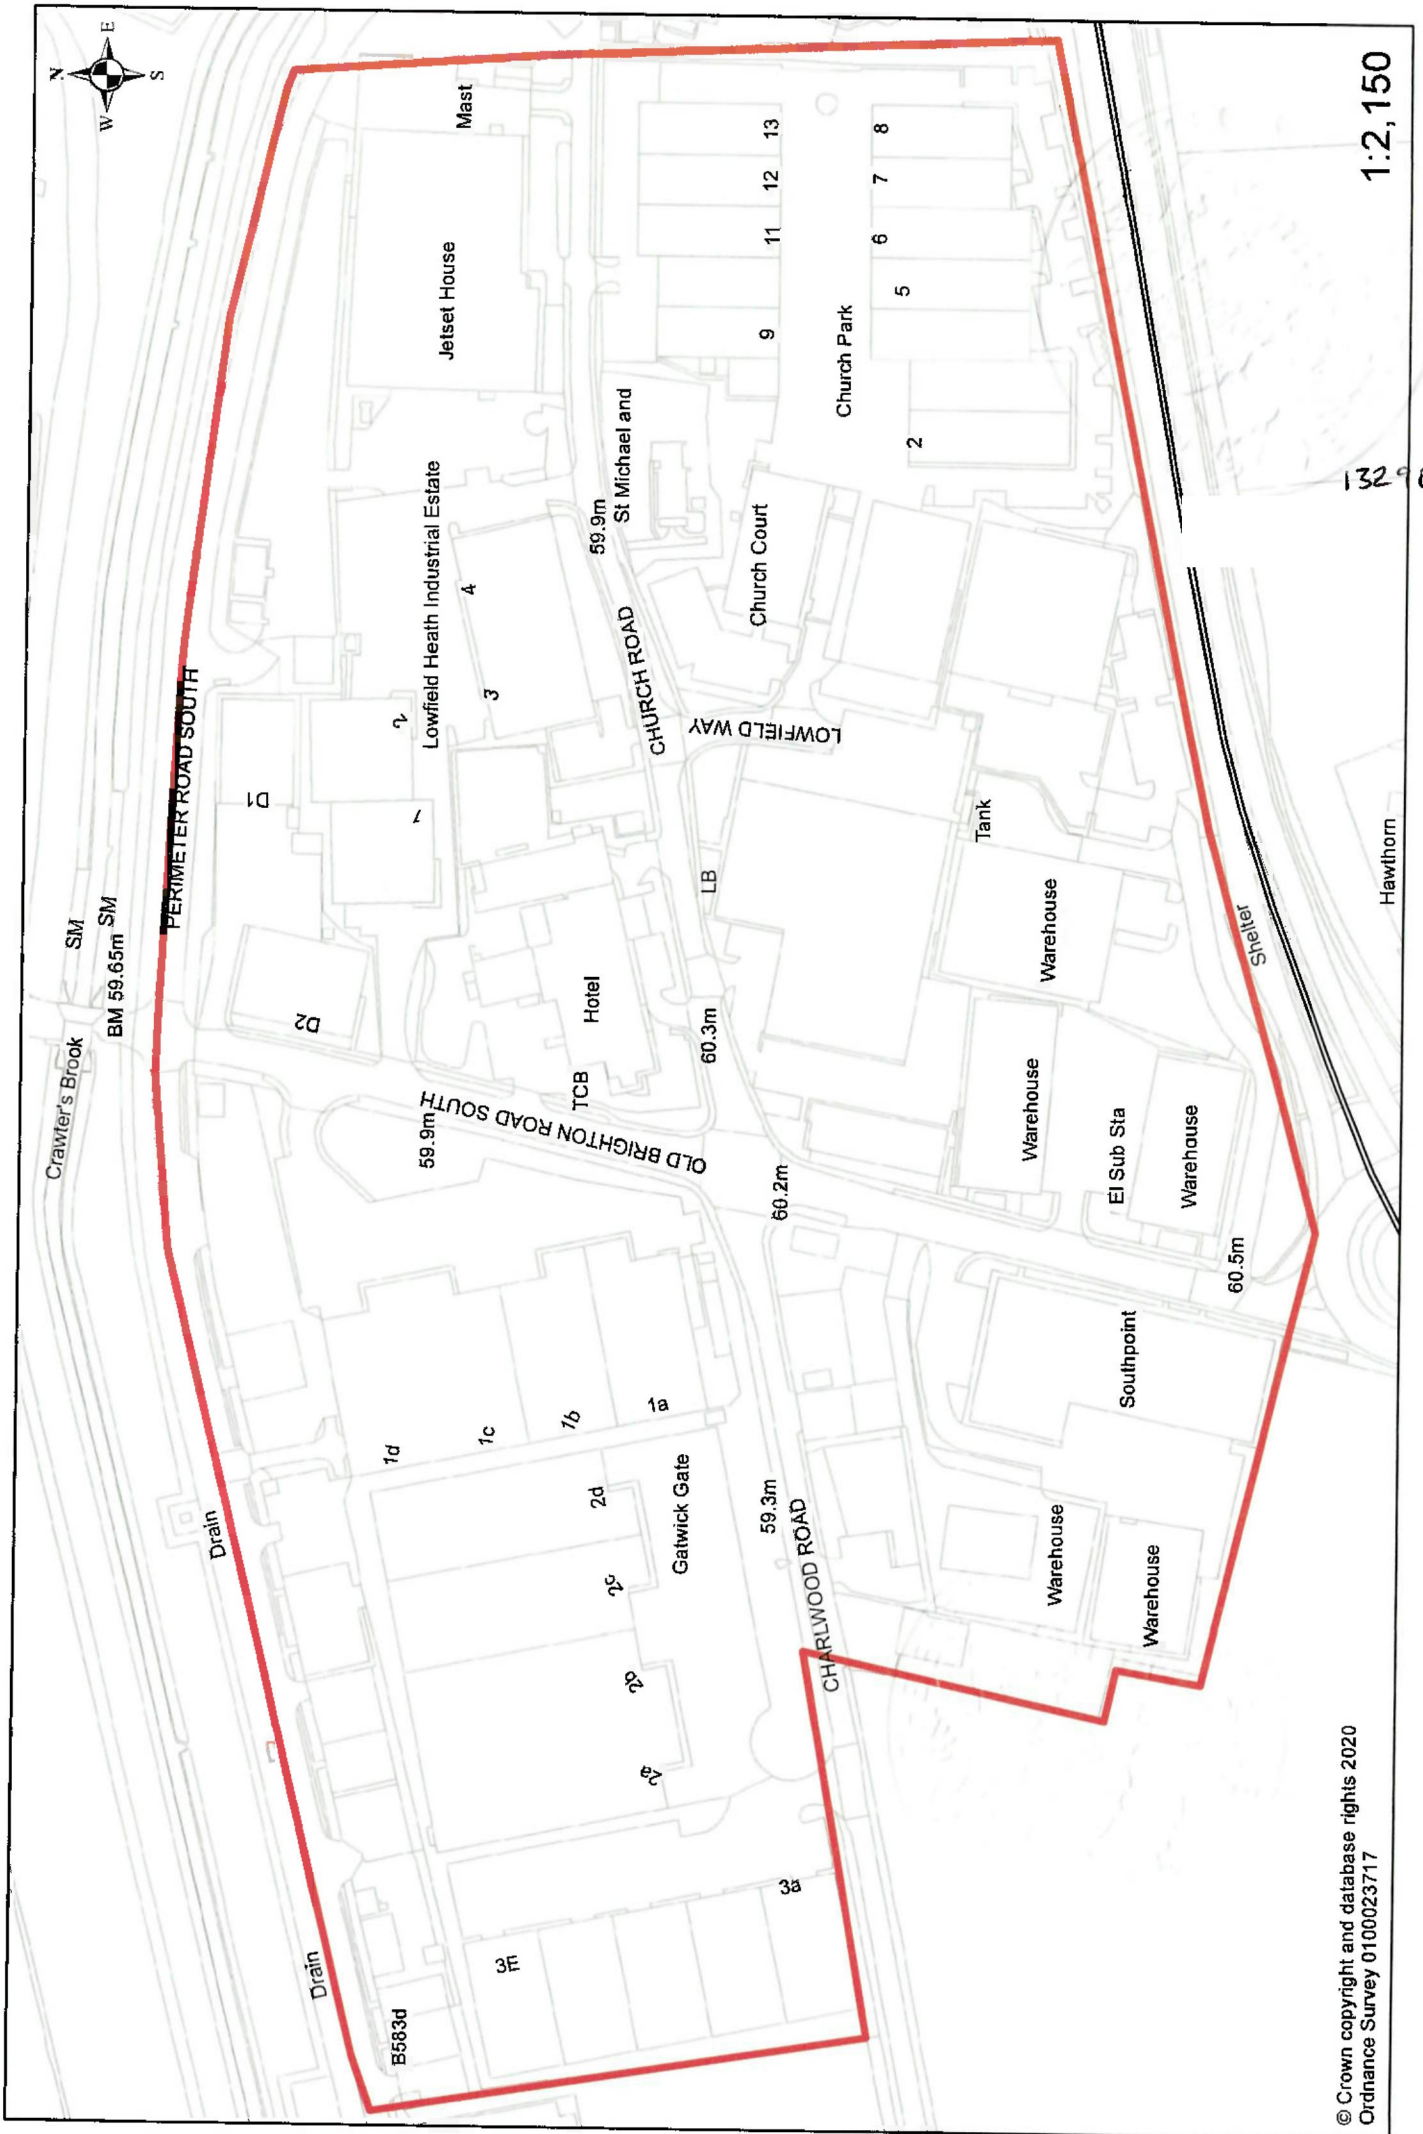 N
E
S
W
1:2,150
Mast
Jetset House
13
12
11
9
8
7
6
5
2
Church Park
St Michael and
59.9m
Church Court
Lowfield Heath Industrial Estate
4
3
2
1
CHURCH ROAD
LOWFIELD WAY
PERIMETER ROAD SOUTH
D1
D2
SM
SM
BM 59.65m
Crawter's Brook
LB
Tank
Warehouse
Shelter
Hawthorn
Hotel
TCB
60.3m
OLD BRIGHTON ROAD SOUTH
59.9m
60.2m
Warehouse
El Sub Sta
Warehouse
60.5m
Southpoint
1d
1c
1b
1a
2d
2c
2b
2a
Gatwick Gate
59.3m
CHARLWOOD ROAD
Warehouse
Warehouse
Drain
Drain
3a
3E
B583d
© Crown copyright and database rights 2020
Ordnance Survey 0100023717